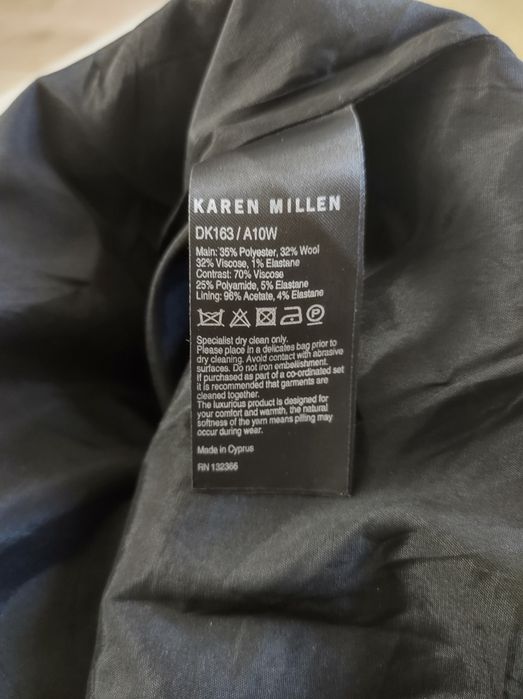 KAREN MILLEN
DK163 / A10W
Main: 35% Polyester, 32% Wool
32% Viscose, 1% Elastane
Contrast: 70% Viscose
25% Polyamide, 5% Elastane
Lining: 96% Acetate, 4% Elastane
P
Specialist dry clean only.
Please place in a delicates bag prior to
dry cleaning. Avoid contact with abrasive
surfaces. Do not iron embellishment.
If purchased as part of a co-ordinated set
it is recommended that garments are
cleaned together.
The luxurious product is designed for
your comfort and warmth, the natural
softness of the yarn means pilling may
occur during wear.
Made in Cyprus
RN 132366